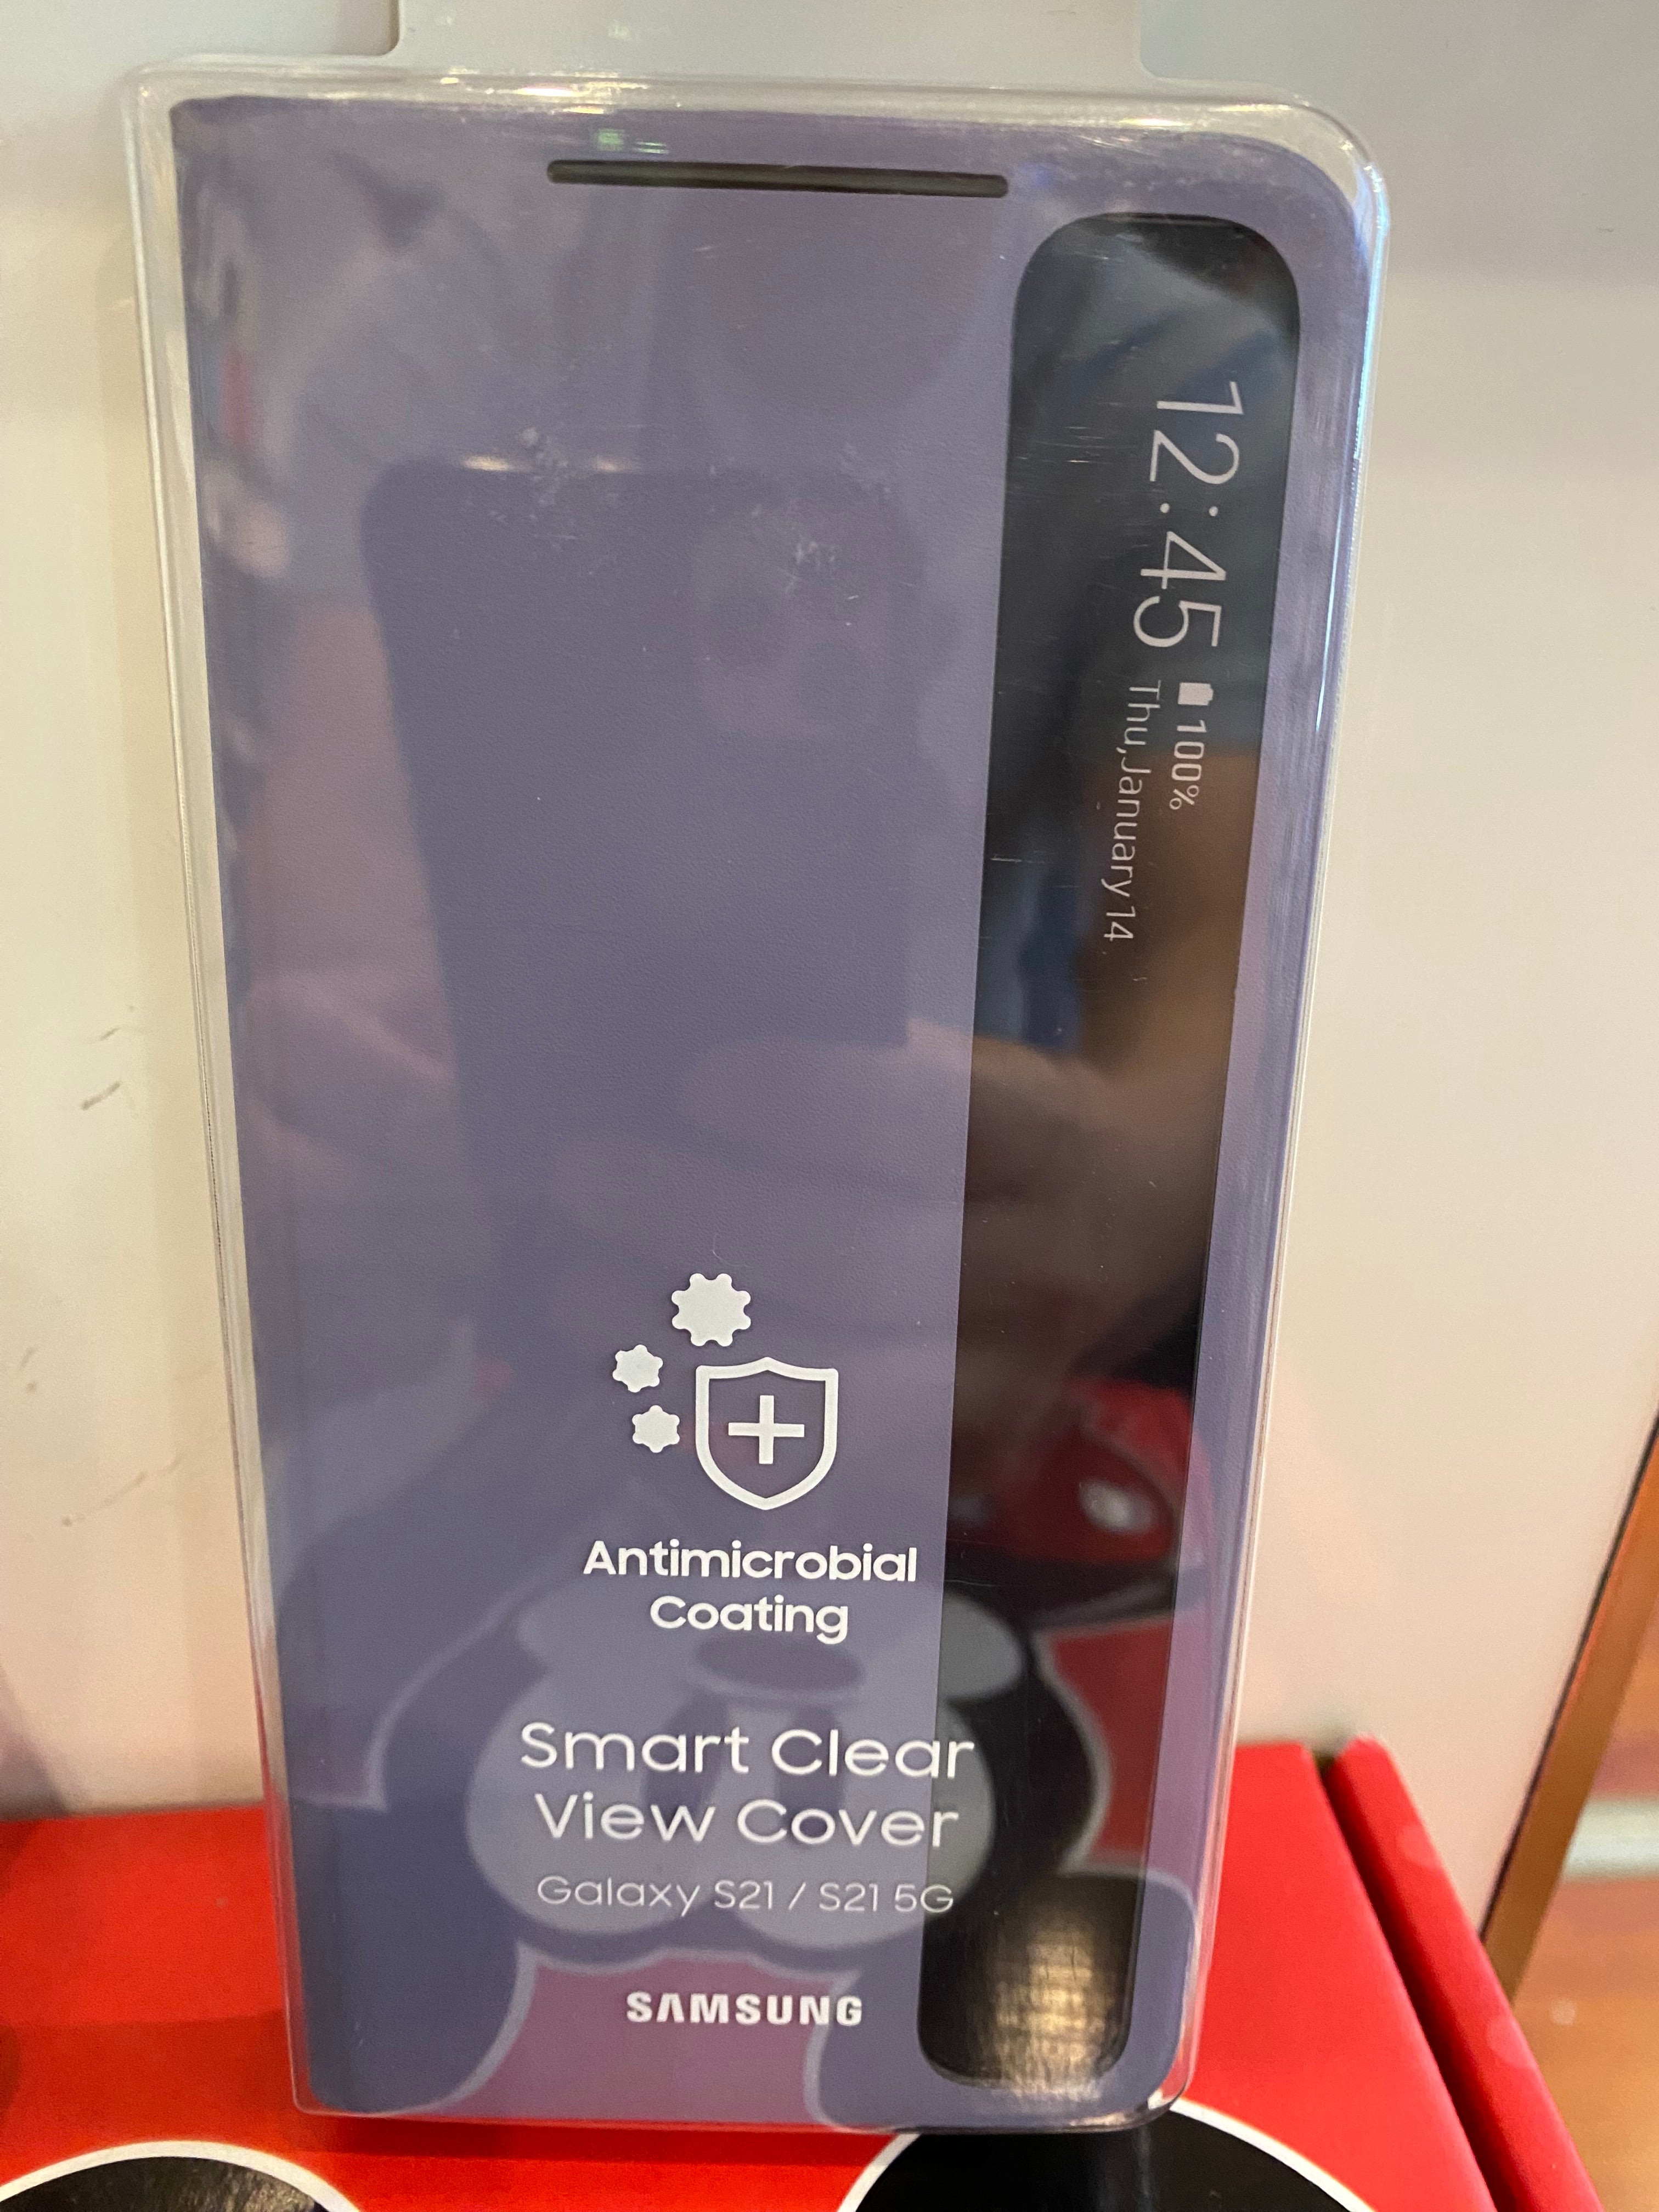 12:45
100%
Thu, January 14
Antimicrobial
Coating
Smart Clear
View Cover
Galaxy S21 / S21 5G
SAMSUNG